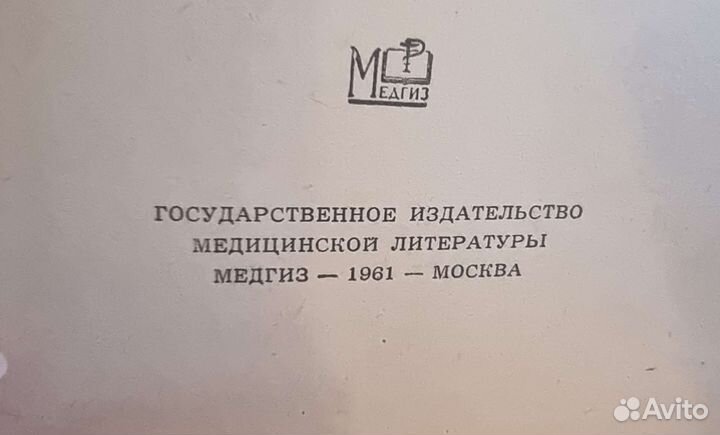 МЕДГИЗ
ГОСУДАРСТВЕННОЕ ИЗДАТЕЛЬСТВО
МЕДИЦИНСКОЙ ЛИТЕРАТУРЫ
МЕДГИЗ — 1961 — МОСКВА
Avito